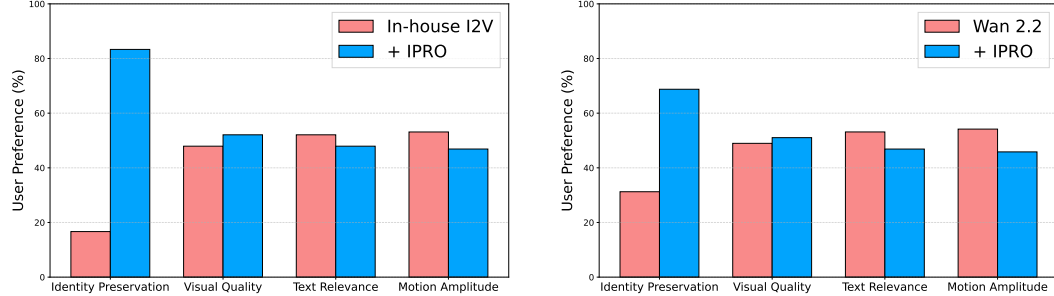 User Preference (%)
100
80
60
40
20
0
In-house I2V
+ IPRO
Identity Preservation
Visual Quality
Text Relevance
Motion Amplitude
User Preference (%)
100
80
60
40
20
0
Wan 2.2
+ IPRO
Identity Preservation
Visual Quality
Text Relevance
Motion Amplitude